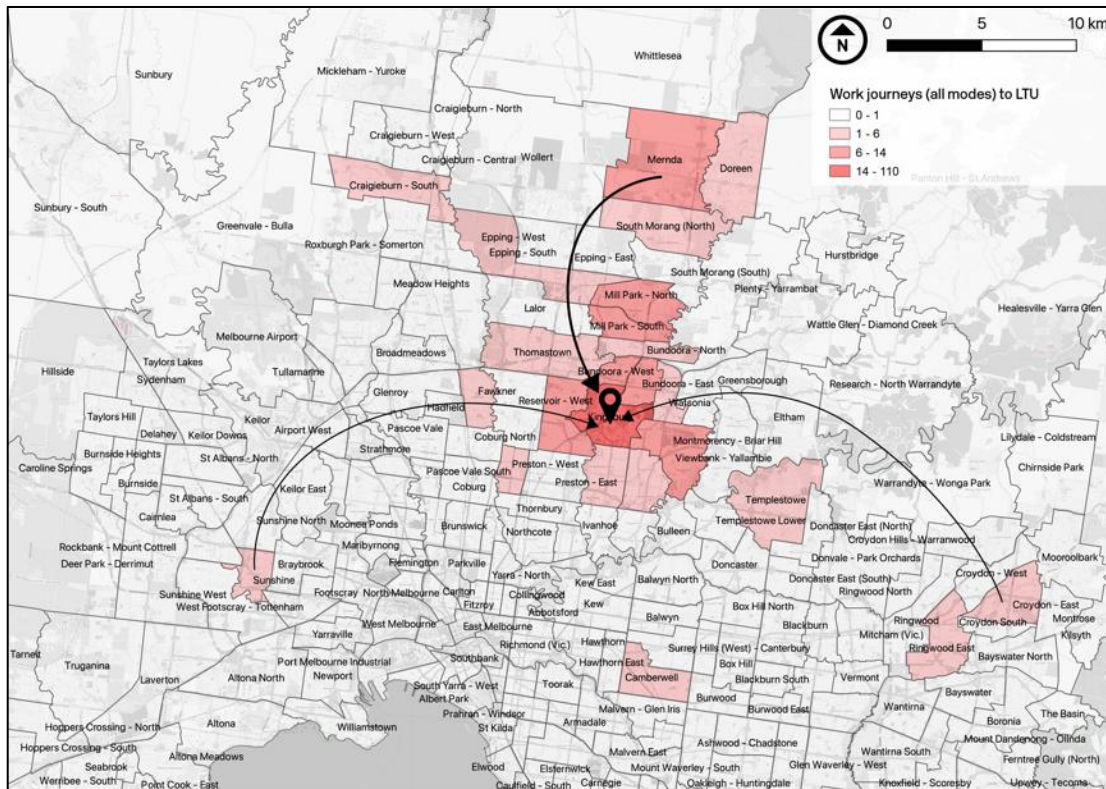 0 5 10 km
N
Work journeys (all modes) to LTU
0 - 1
1 - 6
6 - 14
14 - 110
Whittlesea
Sunbury
Mickleham - Yuroke
Craigieburn - North
Craigieburn - West
Craigieburn - Central
Wollert
Mernda
Doreen
Panton Hill - St Andrews
Craigieburn - South
Sunbury - South
Greenvale - Bulla
Roxburgh Park - Somerton
Epping - West
Epping - South
Epping - East
South Morang (North)
South Morang (South)
Hurstbridge
Plenty - Yarrambat
Meadow Heights
Lalor
Mill Park - North
Mill Park - South
Wattle Glen - Diamond Creek
Healesville - Yarra Glen
Melbourne Airport
Hillside
Taylors Lakes
Sydenham
Tullamarine
Broadmeadows
Thomastown
Bundoora - North
Bundoora - West
Bundoora - East
Greensborough
Research - North Warrandyte
Glenroy
Fawkner
Hadfield
Reservoir - West
Watsonia
Eltham
Taylors Hill
Keilor
Delahey
Keilor Downs
Airport West
Pascoe Vale
Coburg North
Montmorency - Briar Hill
Viewbank - Yallambie
Lilydale - Coldstream
Burnside Heights
St Albans - North
Strathmore
Caroline Springs
Burnside
Pascoe Vale South
Coburg
Preston - West
Preston - East
Chirnside Park
Warrandyte - Wonga Park
Keilor East
St Albans - South
Cairnlea
Templestowe
Templestowe Lower
Thornbury
Sunshine North
Moonee Ponds
Brunswick
Northcote
Ivanhoe
Bulleen
Doncaster East (North)
Croydon Hills - Warranwood
Rockbank - Mount Cottrell
Deer Park - Derrimut
Maribyrnong
Braybrook
Flemington
Parkville
Yarra - North
Kew East
Balwyn North
Doncaster
Donvale - Park Orchards
Mooroolbark
Croydon - West
Sunshine
Sunshine West
Footscray
North Melbourne
Carlton
Collingwood
Doncaster East (South)
Ringwood North
Croydon - East
West Footscray - Tottenham
Fitzroy
Abbotsford
Kew
Box Hill North
Croydon South
Montrose
Yarraville
West Melbourne
East Melbourne
Balwyn
Blackburn
Ringwood
Mitcham (Vic.)
Kilsyth
Tarneit
Truganina
Richmond (Vic.)
Hawthorn
Surrey Hills (West) - Canterbury
Ringwood East
Bayswater North
Port Melbourne Industrial
Southbank
Hawthorn East
Box Hill
Laverton
Altona North
Newport
Toorak
Camberwell
Blackburn South
Vermont
South Yarra - West
Albert Park
Malvern - Glen Iris
Burwood
Bayswater
Wantirna
Hoppers Crossing - North
Altona
Williamstown
Prahran - Windsor
Armadale
Burwood East
Boronia
The Basin
St Kilda
Hoppers Crossing - South
Altona Meadows
Malvern East
Ashwood - Chadstone
Wantirna South
Mount Dandenong - Olinda
Seabrook
Elwood
Elsternwick
Mount Waverley - South
Glen Waverley - West
Ferntree Gully (North)
Werribee - South
Point Cook - East
Caulfield - South
Carnegie
Oakleigh - Huntingdale
Knoxfield - Scoresby
Upwey - Tecoma